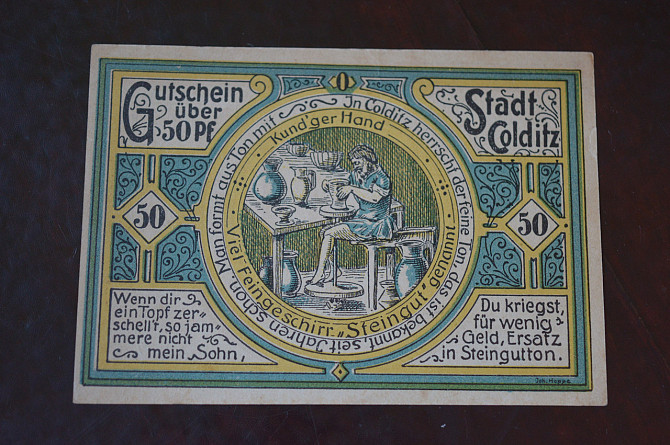 Gutschein
über
50 Pf
0
Stadt
Colditz
In Colditz herrscht der feine Ton, das ist bekannt seit Jahren schon. Man formt aus Ton mit
Kund'ger Hand
Viel Feingeschirr „Steingut" genannt
50
50
Wenn dir
ein Topf zer=
schell't, so jam=
mere nicht
mein Sohn,
Du kriegst,
für wenig
Geld, Ersatz
in Steingutton.
Joh. Hoppe